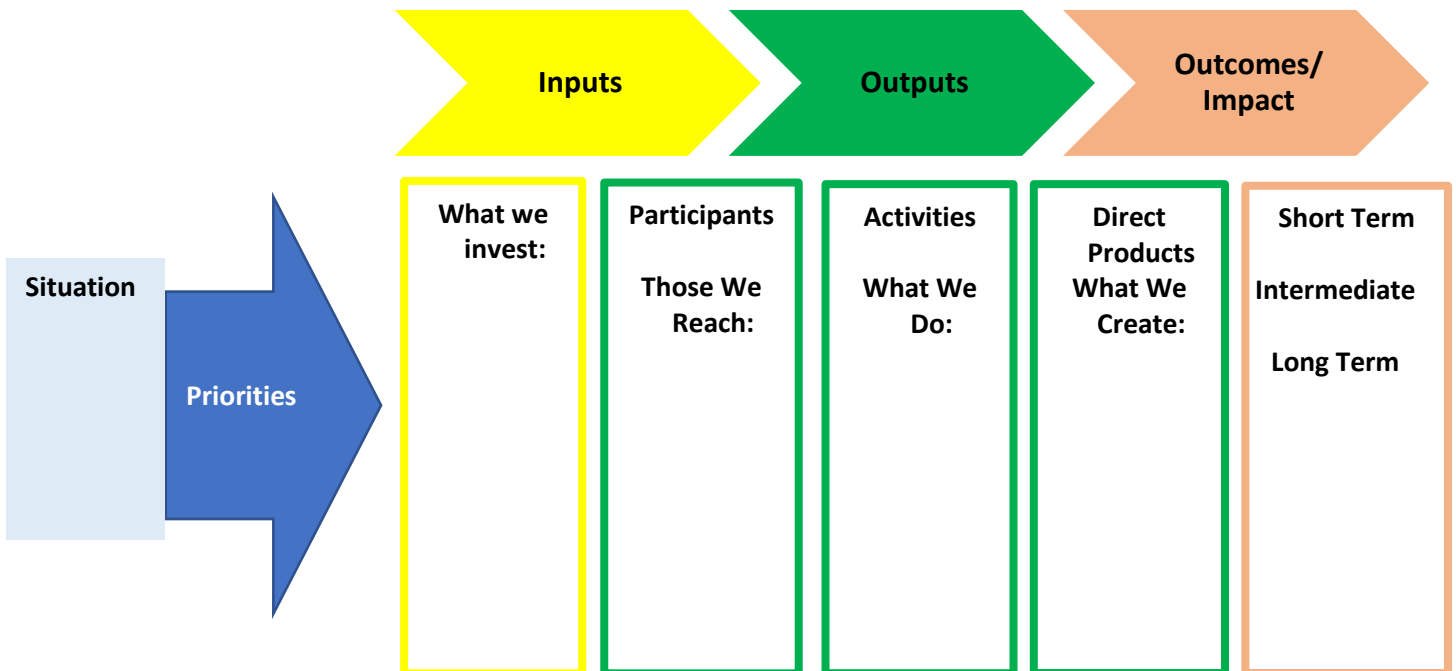 Inputs
Outputs
Outcomes/
Impact
Situation
Priorities
What we
invest:
Participants
Those We
Reach:
Activities
What We
Do:
Direct
Products
What We
Create:
Short Term
Intermediate
Long Term